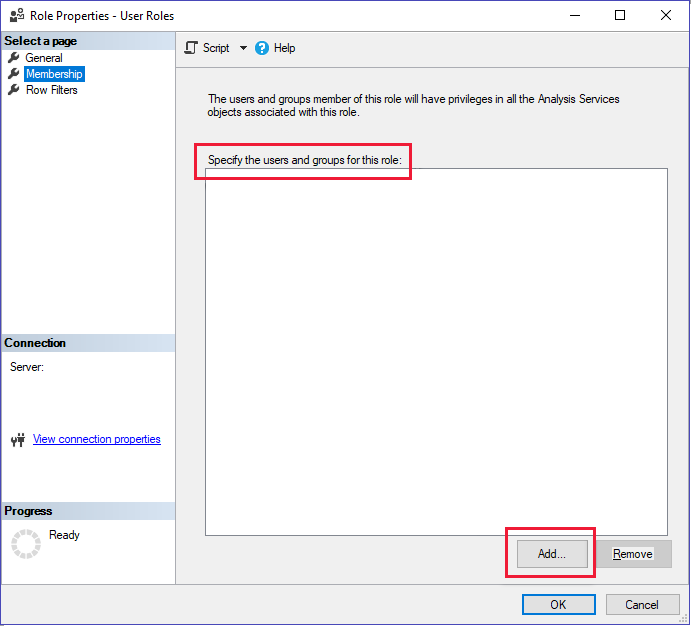 Role Properties - User Roles
Select a page
General
Membership
Row Filters
Script
Help
The users and groups member of this role will have privileges in all the Analysis Services
objects associated with this role.
Specify the users and groups for this role:
Connection
Server:
View connection properties
Progress
Ready
Add...
Remove
OK
Cancel